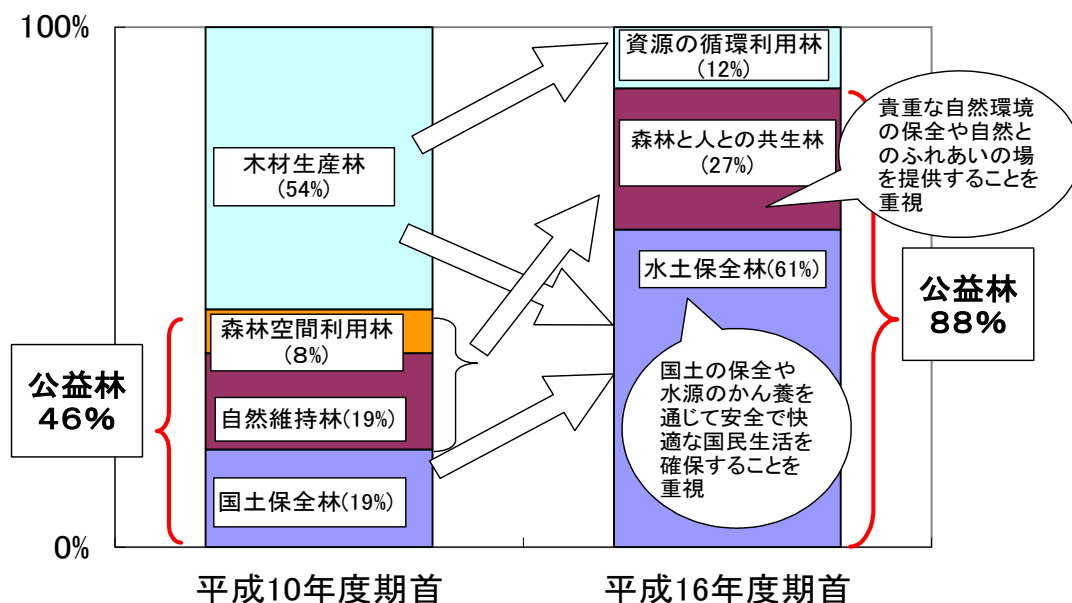 100%
0%
木材生産林
(54%)
森林空間利用林
(8%)
自然維持林(19%)
国土保全林(19%)
公益林
46%
資源の循環利用林
(12%)
森林と人との共生林
(27%)
水土保全林(61%)
貴重な自然環境
の保全や自然と
のふれあいの場
を提供することを
重視
国土の保全や
水源のかん養を
通じて安全で快
適な国民生活を
確保することを
重視
公益林
88%
平成10年度期首
平成16年度期首